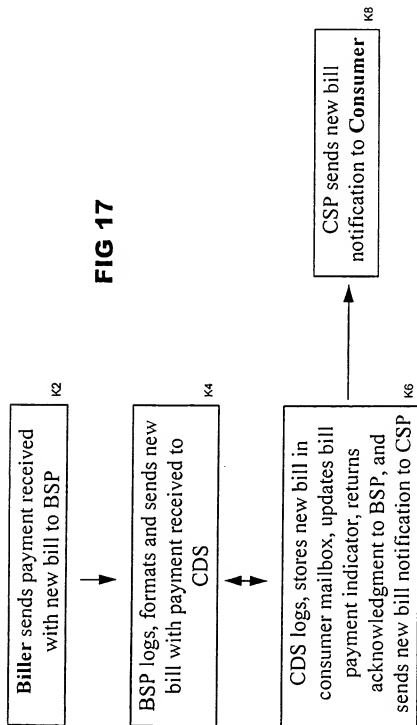 FIG 17
Biller sends payment received
with new bill to BSP
K2
BSP logs, formats and sends new
bill with payment received to
CDS
K4
CDS logs, stores new bill in
consumer mailbox, updates bill
payment indicator, returns
acknowledgment to BSP, and
sends new bill notification to CSP
K6
CSP sends new bill
notification to Consumer
K8